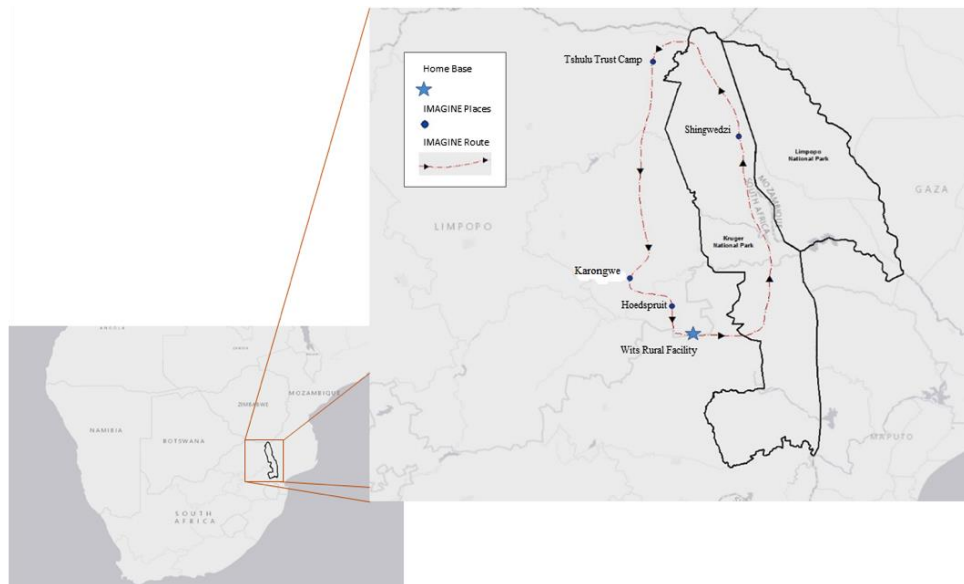 Home Base
IMAGINE Places
IMAGINE Route
Tshulu Trust Camp
Shingwedzi
Limpopo
National Park
GAZA
MOZAMBIQUE
SOUTH AFRICA
LIMPOPO
Kruger
National Park
Karongwe
Hoedspruit
Wits Rural Facility
MAPUTO
ANGOLA
ZIMBABWE
MOZAMBIQUE
NAMIBIA
BOTSWANA
SOUTH
AFRICA